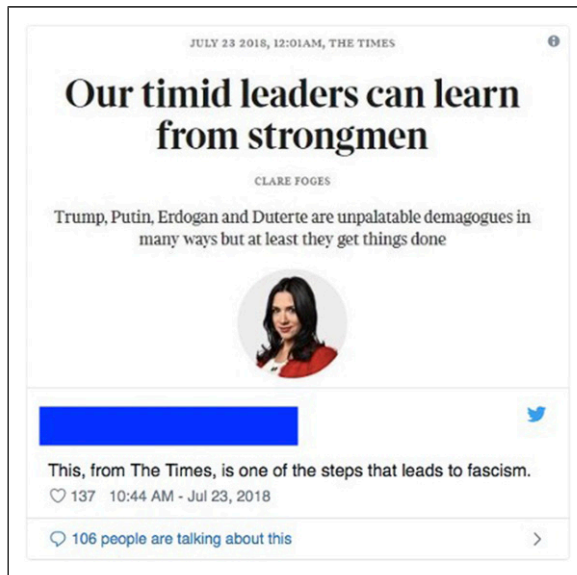 JULY 23 2018, 12:01AM, THE TIMES
Our timid leaders can learn
from strongmen
CLARE FOGES
Trump, Putin, Erdogan and Duterte are unpalatable demagogues in
many ways but at least they get things done
This, from The Times, is one of the steps that leads to fascism.
137 10:44 AM - Jul 23, 2018
106 people are talking about this